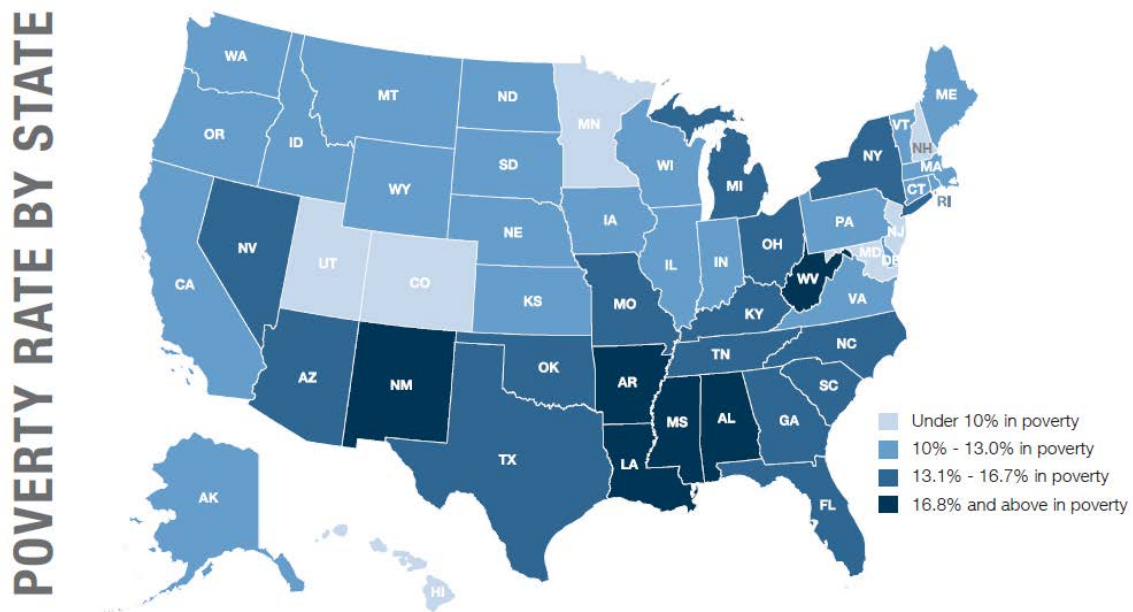 POVERTY RATE BY STATE
WA
MT
ND
MN
ME
OR
ID
SD
WI
VT
NH
NY
MA
WY
MI
CT
RI
IA
NE
PA
NJ
NV
UT
CO
IL
IN
OH
MD
DE
CA
KS
MO
WV
VA
KY
AZ
NM
OK
AR
TN
NC
SC
MS
AL
GA
TX
LA
FL
AK
HI
Under 10% in poverty
10% - 13.0% in poverty
13.1% - 16.7% in poverty
16.8% and above in poverty